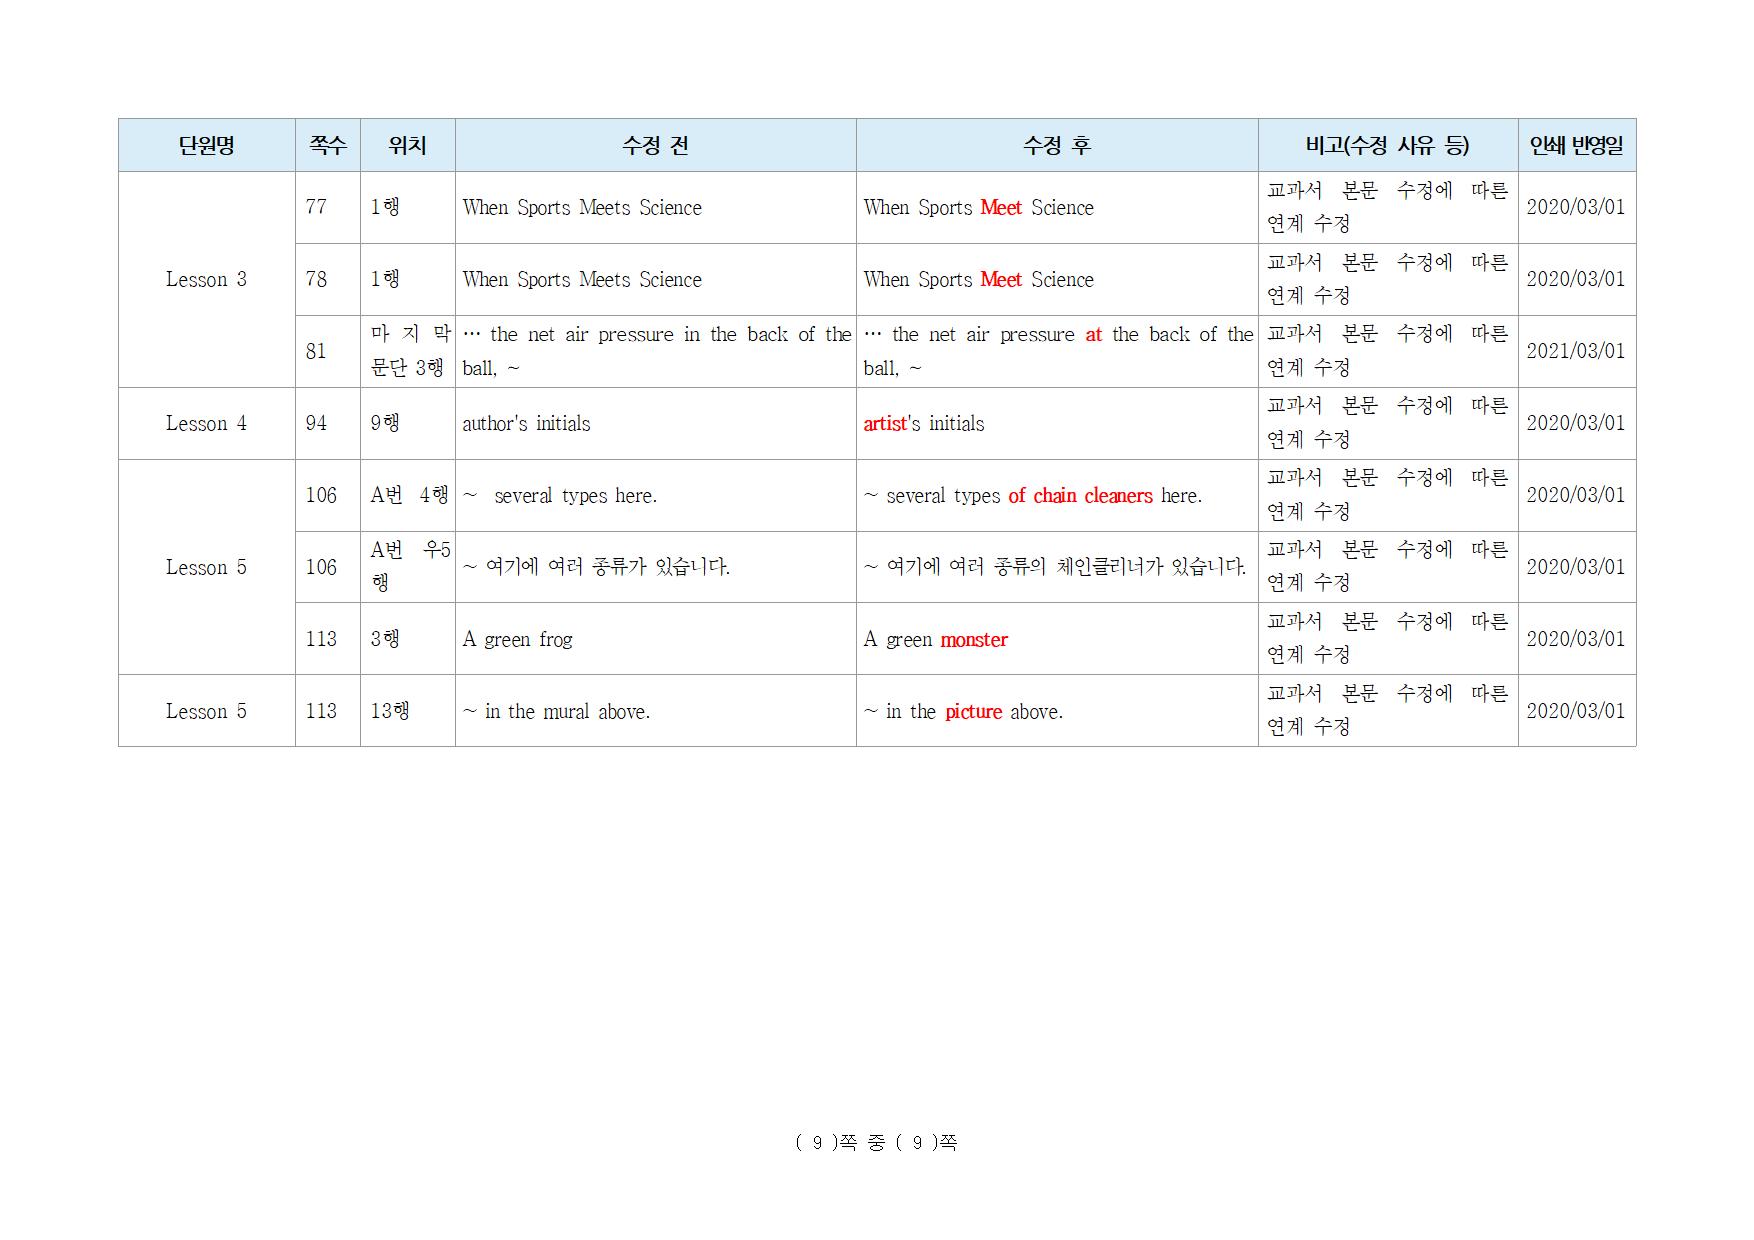 단원명 쪽수 위치 수정 전 수정 후 비고(수정 사유 등) 인쇄 반영일
Lesson 3 77 1행 When Sports Meets Science When Sports Meet Science 교과서 본문 수정에 따른 연계 수정 2020/03/01
78 1행 When Sports Meets Science When Sports Meet Science 교과서 본문 수정에 따른 연계 수정 2020/03/01
81 마지막 문단 3행 … the net air pressure in the back of the ball, ~ … the net air pressure at the back of the ball, ~ 교과서 본문 수정에 따른 연계 수정 2021/03/01
Lesson 4 94 9행 author's initials artist's initials 교과서 본문 수정에 따른 연계 수정 2020/03/01
Lesson 5 106 A번 4행 ~ several types here. ~ several types of chain cleaners here. 교과서 본문 수정에 따른 연계 수정 2020/03/01
106 A번 우5행 ~ 여기에 여러 종류가 있습니다. ~ 여기에 여러 종류의 체인클리너가 있습니다. 교과서 본문 수정에 따른 연계 수정 2020/03/01
113 3행 A green frog A green monster 교과서 본문 수정에 따른 연계 수정 2020/03/01
Lesson 5 113 13행 ~ in the mural above. ~ in the picture above. 교과서 본문 수정에 따른 연계 수정 2020/03/01
( 9 )쪽 중 ( 9 )쪽